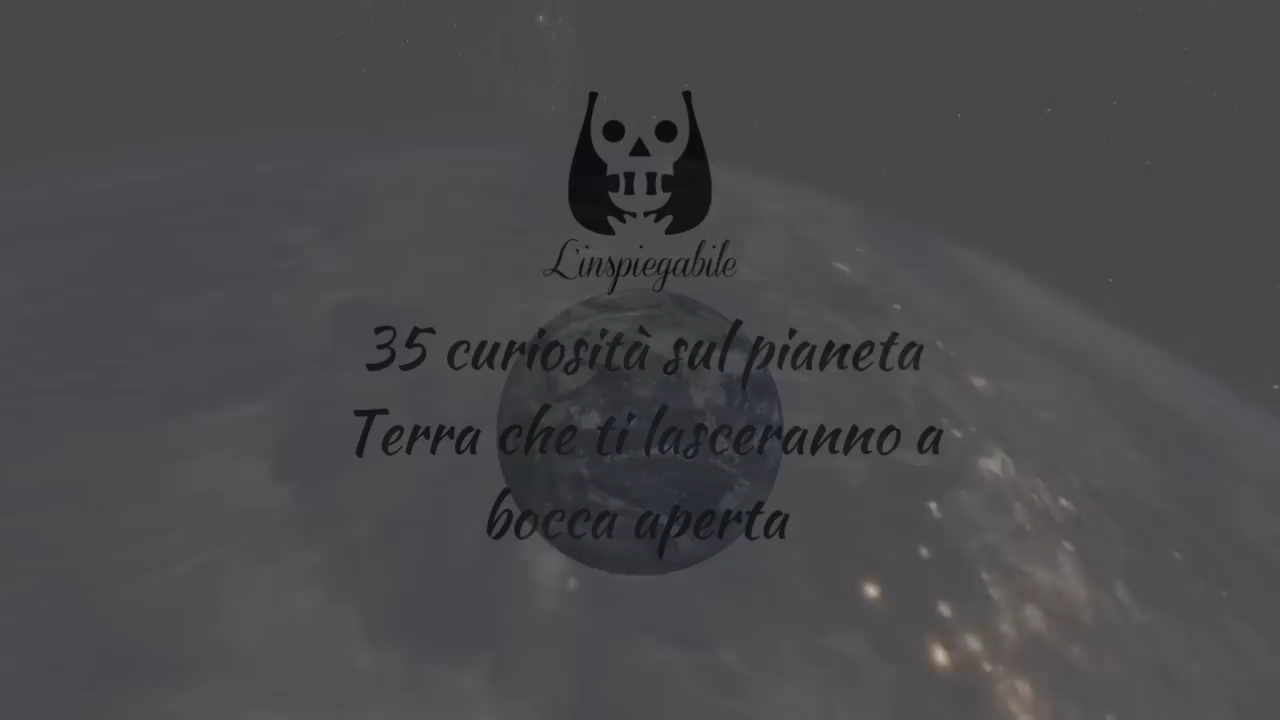 L'inspiegabile
35 curiosità sul pianeta
Terra che ti lasceranno a
bocca aperta